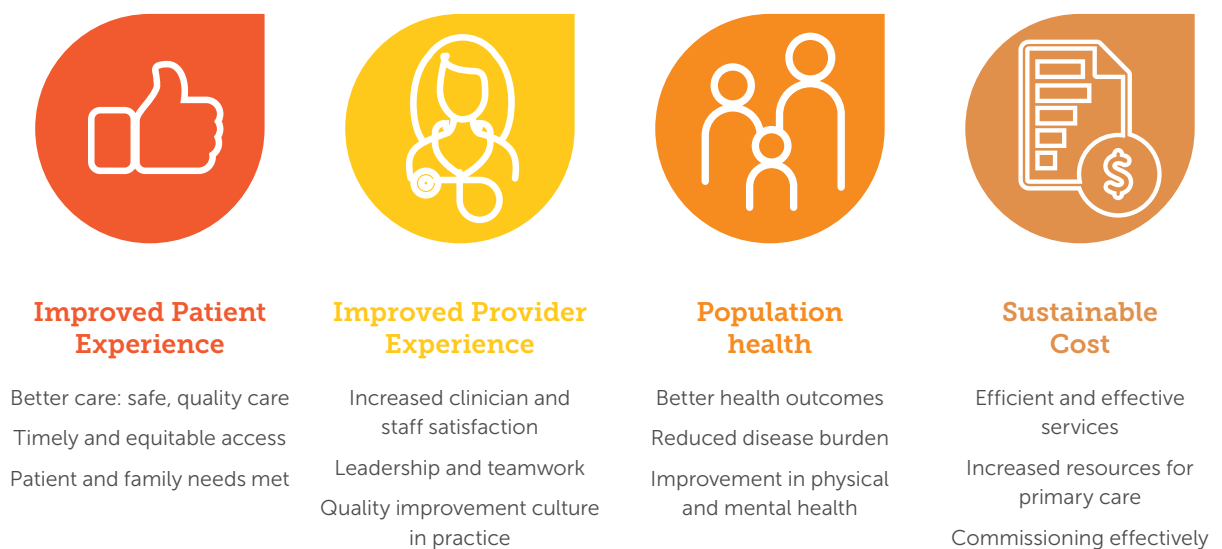 Improved Patient
Experience
Better care: safe, quality care
Timely and equitable access
Patient and family needs met
Improved Provider
Experience
Increased clinician and
staff satisfaction
Leadership and teamwork
Quality improvement culture
in practice
Population
health
Better health outcomes
Reduced disease burden
Improvement in physical
and mental health
Sustainable
Cost
Efficient and effective
services
Increased resources for
primary care
Commissioning effectively
$